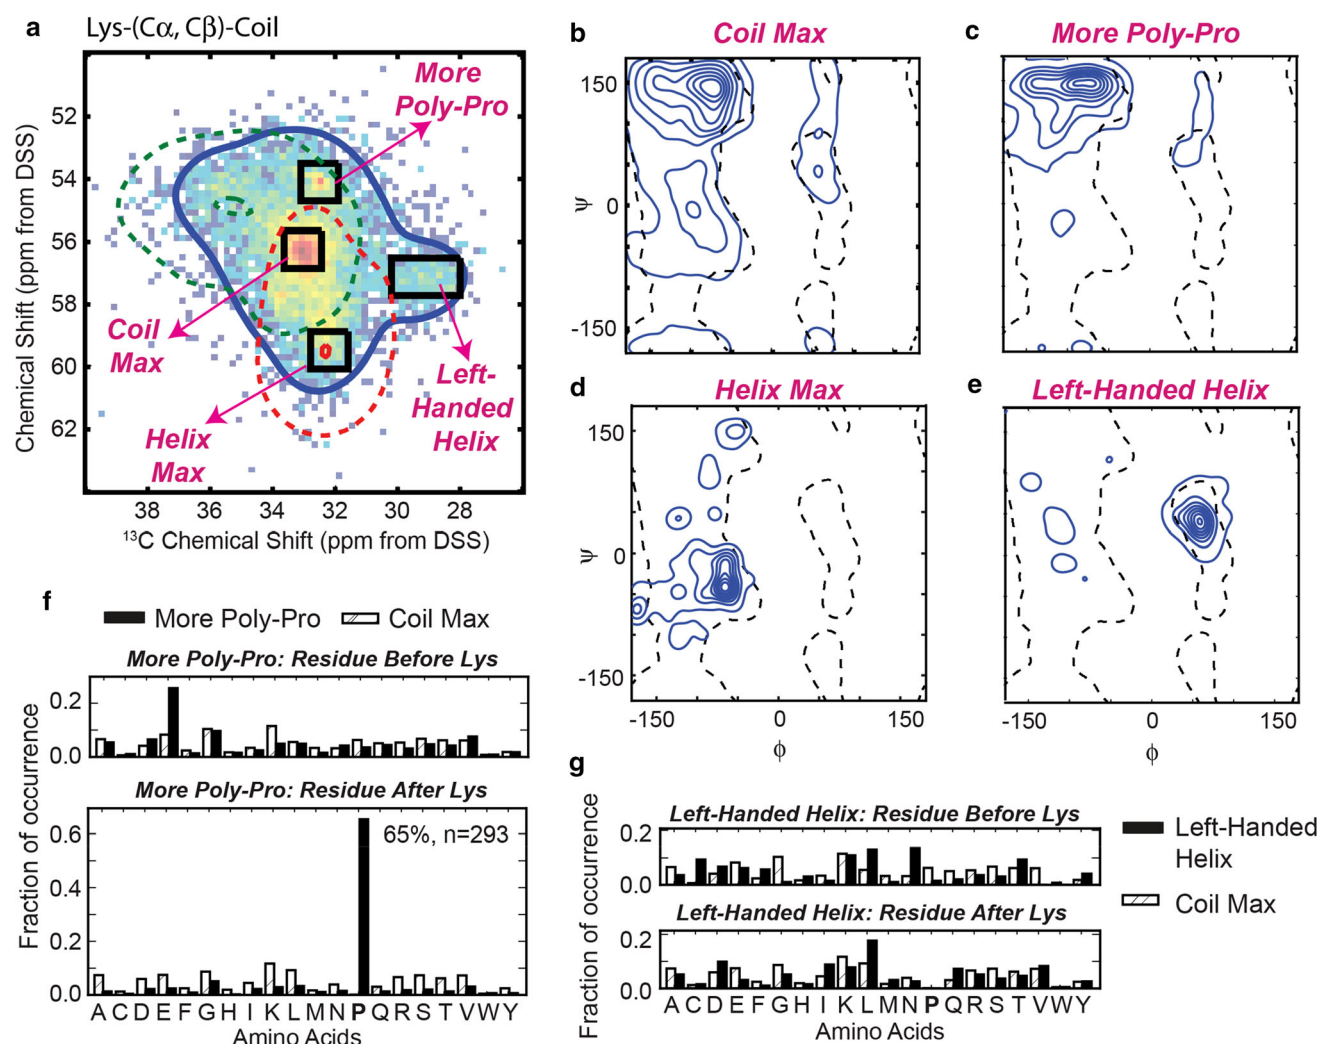 a
Lys-(Cα, Cβ)-Coil
More
Poly-Pro
Coil
Max
Helix
Max
Left-
Handed
Helix
52
54
56
58
60
62
Chemical Shift (ppm from DSS)
38 36 34 32 30 28
¹³C Chemical Shift (ppm from DSS)
b
Coil Max
150
0
-150
ψ
c
More Poly-Pro
d
Helix Max
150
0
-150
ψ
-150 0 150
ϕ
e
Left-Handed Helix
-150 0 150
ϕ
f
More Poly-Pro Coil Max
More Poly-Pro: Residue Before Lys
0.2
0.0
More Poly-Pro: Residue After Lys
65%, n=293
0.6
0.4
0.2
0.0
Fraction of occurrence
A C D E F G H I K L M N P Q R S T V W Y
Amino Acids
g
Left-Handed Helix: Residue Before Lys
0.2
0.0
Left-Handed Helix: Residue After Lys
0.2
0.0
Fraction of occurrence
A C D E F G H I K L M N P Q R S T V W Y
Amino Acids
Left-Handed
Helix
Coil Max